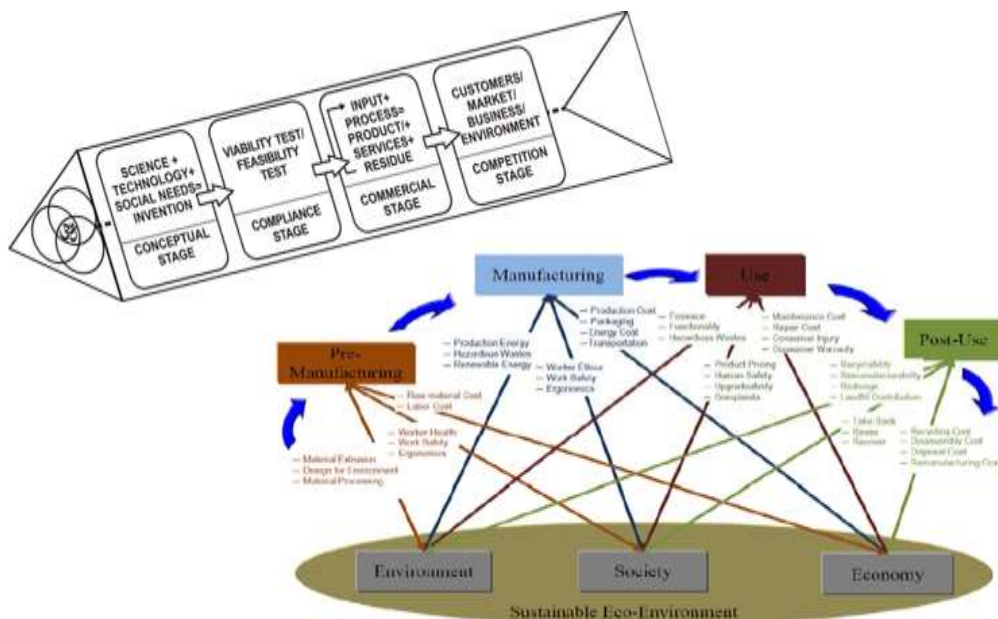 SCIENCE +
TECHNOLOGY+
SOCIAL NEEDS=
INVENTION
CONCEPTUAL
STAGE
VIABILITY TEST/
FEASIBILITY
TEST
COMPLIANCE
STAGE
INPUT+
PROCESS=
PRODUCT/+
SERVICES+
RESIDUE
COMMERCIAL
STAGE
CUSTOMERS/
MARKET/
BUSINESS/
ENVIRONMENT
COMPETITION
STAGE
Manufacturing
Use
Pre-
Manufacturing
Post-Use
Production Energy
Hazardous Wastes
Renewable Energy
Production Cost
Packaging
Energy Cost
Transportation
Worker Ethics
Work Safety
Ergonomics
Functionality
Hazardous Wastes
Maintenance Cost
Repair Cost
Consumer Injury
Consumer Warranty
Product Pricing
Human Safety
Upgradeability
Complaints
Recyclability
Remanufacturability
Redesign
Landfill Contribution
Take Back
Reuse
Recover
Recycling Cost
Disassembly Cost
Disposal Cost
Remanufacturing Cost
Raw material Cost
Labor Cost
Worker Health
Work Safety
Ergonomics
Material Extrusion
Design for Environment
Material Processing
Environment
Society
Economy
Sustainable Eco-Environment